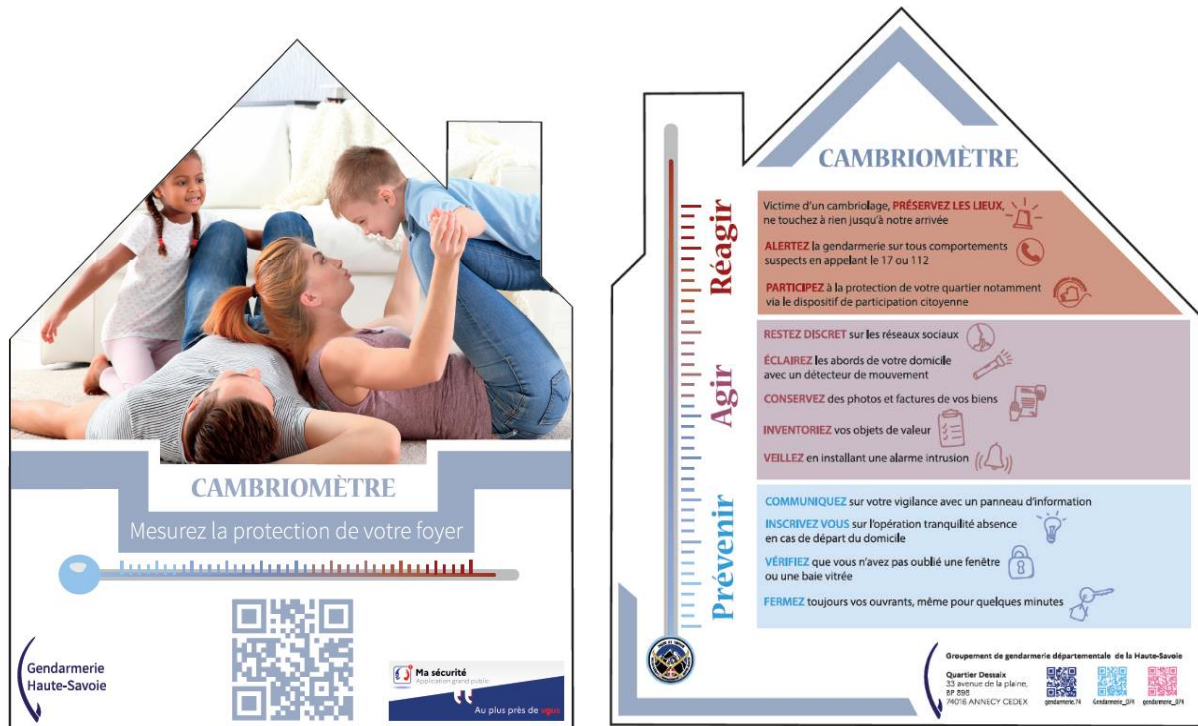 CAMBRIOMÈTRE
Mesurez la protection de votre foyer
Gendarmerie
Haute-Savoie
Ma sécurité
Application grand public
Au plus près de vous
CAMBRIOMÈTRE
Réagir
Victime d'un cambriolage, PRÉSERVEZ LES LIEUX,
ne touchez à rien jusqu'à notre arrivée
ALERTEZ la gendarmerie sur tous comportements
suspects en appelant le 17 ou 112
PARTICIPEZ à la protection de votre quartier notamment
via le dispositif de participation citoyenne
Agir
RESTEZ DISCRET sur les réseaux sociaux
ÉCLAIREZ les abords de votre domicile
avec un détecteur de mouvement
CONSERVEZ des photos et factures de vos biens
INVENTORIEZ vos objets de valeur
VEILLEZ en installant une alarme intrusion
Prévenir
COMMUNIQUEZ sur votre vigilance avec un panneau d'information
INSCRIVEZ VOUS sur l'opération tranquilité absence
en cas de départ du domicile
VÉRIFIEZ que vous n'avez pas oublié une fenêtre
ou une baie vitrée
FERMEZ toujours vos ouvrants, même pour quelques minutes
Groupement de gendarmerie départementale de la Haute-Savoie
Quartier Dessaix
33 avenue de la plaine,
BP 898
74016 ANNECY CEDEX
gendarmerie.74
Gendarmerie_074
gendarmerie_074